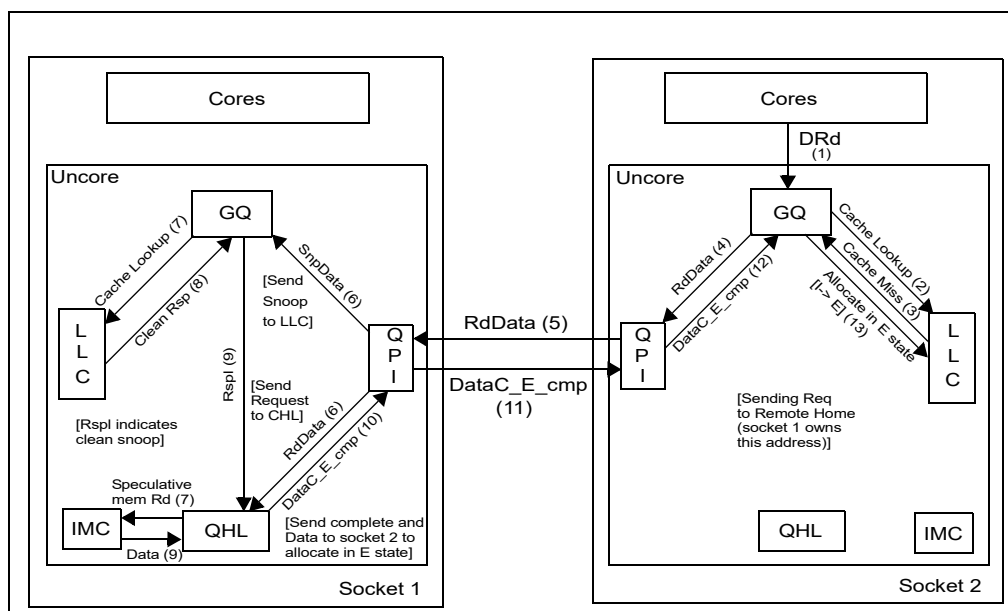 Cores
Uncore
GQ
Cache Lookup (7)
Clean Rsp (8)
SnpData (6)
[Send
Snoop
to LLC]
L
L
C
Q
P
I
RspI (9)
[Send
Request
to CHL]
[RspI indicates
clean snoop]
RdData (6)
DataC_E_cmp (10)
Speculative
mem Rd (7)
IMC
QHL
Data (9)
[Send complete and
Data to socket 2 to
allocate in E state]
Socket 1
RdData (5)
DataC_E_cmp
(11)
Cores
DRd
(1)
Uncore
GQ
RdData (4)
DataC_E_cmp (12)
Cache Lookup (2)
Cache Miss (3)
Allocate in E state
[I-> E] (13)
Q
P
I
L
L
C
[Sending Req
to Remote Home
(socket 1 owns
this address)]
QHL
IMC
Socket 2